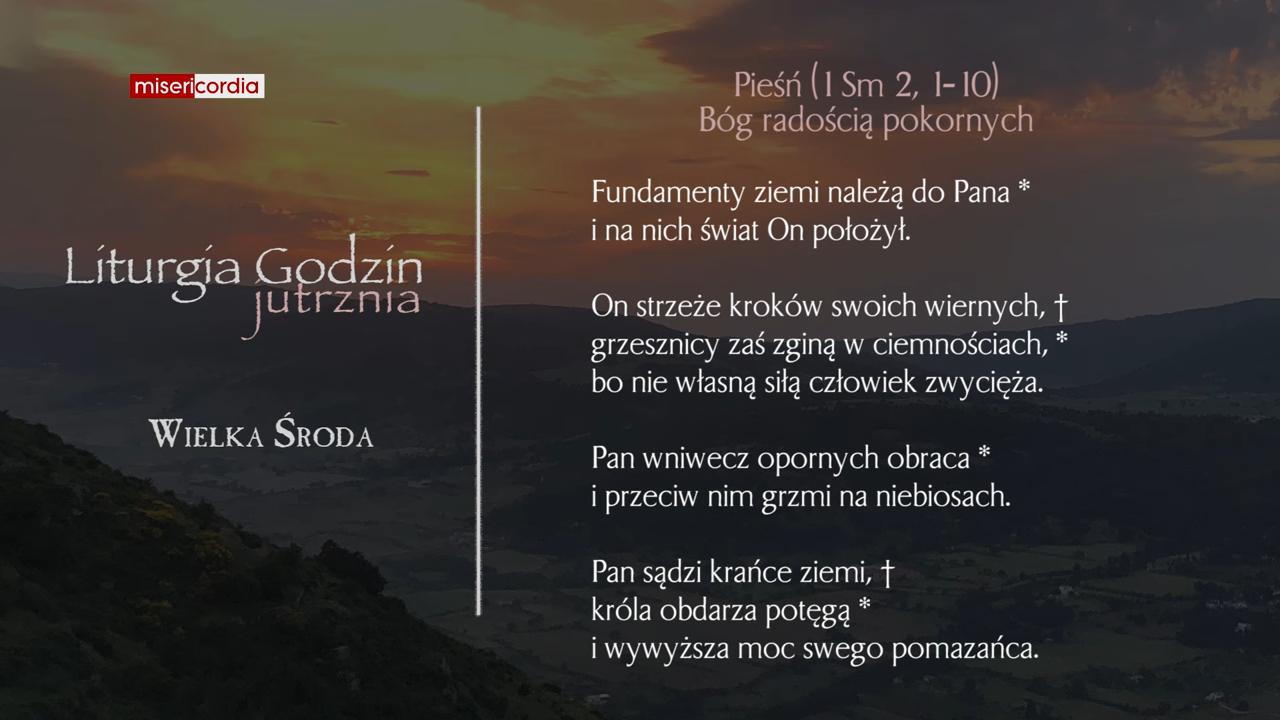 misericordia
Liturgia Godzin
jutrznia
Wielka Środa
Pieśń (1 Sm 2, 1-10)
Bóg radością pokornych
Fundamenty ziemi należą do Pana *
i na nich świat On położył.
On strzeże kroków swoich wiernych, †
grzesznicy zaś zginą w ciemnościach, *
bo nie własną siłą człowiek zwycięża.
Pan wniwecz opornych obraca *
i przeciw nim grzmi na niebiosach.
Pan sądzi krańce ziemi, †
króla obdarza potęgą *
i wywyższa moc swego pomazańca.